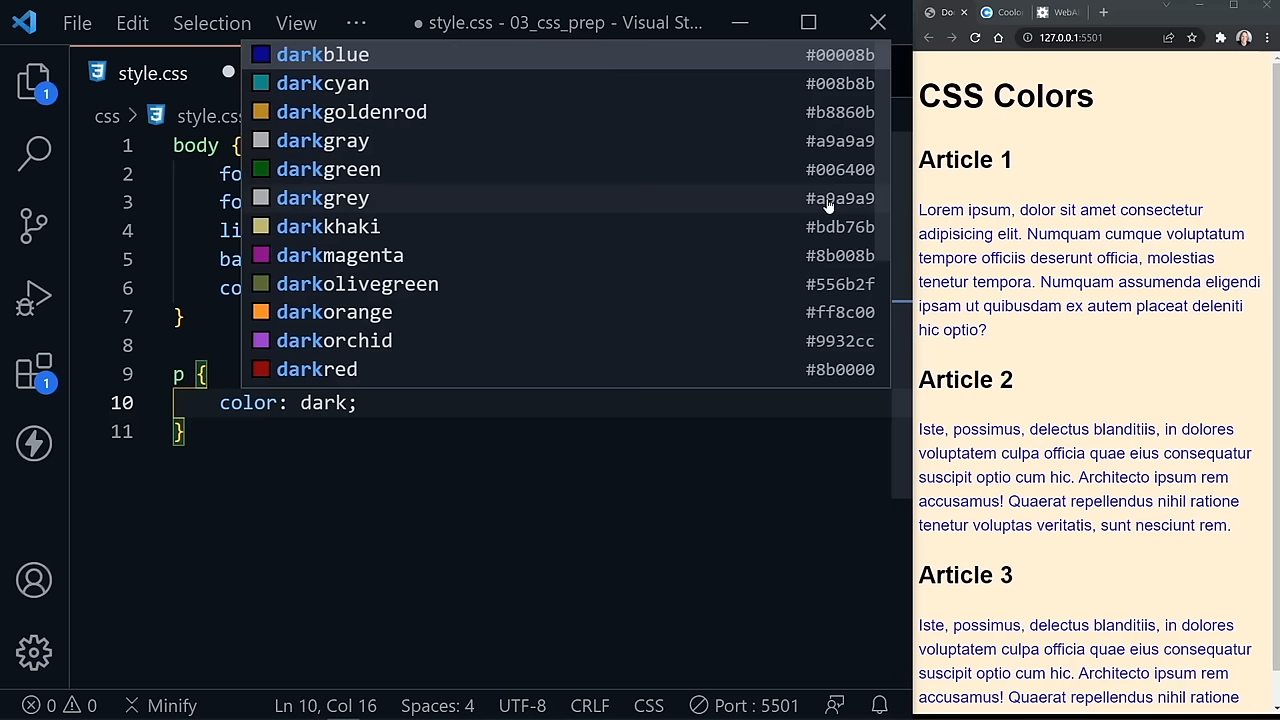 File Edit Selection View ··· ● style.css - 03_css_prep - Visual St...
style.css
css > style.css
darkblue #00008b
darkcyan #008b8b
darkgoldenrod #b8860b
darkgray #a9a9a9
darkgreen #006400
darkgrey #a9a9a9
darkkhaki #bdb76b
darkmagenta #8b008b
darkolivegreen #556b2f
darkorange #ff8c00
darkorchid #9932cc
darkred #8b0000
1 body {
2 fo
3 fo
4 li
5 ba
6 co
7 }
8
9 p {
10 color: dark;
11 }
1
1
0 0 Minify Ln 10, Col 16 Spaces: 4 UTF-8 CRLF CSS Port : 5501
Do Coolor WebAI
127.0.0.1:5501
CSS Colors
Article 1
Lorem ipsum, dolor sit amet consectetur
adipisicing elit. Numquam cumque voluptatum
tempore officiis deserunt officia, molestias
tenetur tempora. Numquam assumenda eligendi
ipsam ut quibusdam ex autem placeat deleniti
hic optio?
Article 2
Iste, possimus, delectus blanditiis, in dolores
voluptatem culpa officia quae eius consequatur
suscipit optio cum hic. Architecto ipsum rem
accusamus! Quaerat repellendus nihil ratione
tenetur voluptas veritatis, sunt nesciunt rem.
Article 3
Iste, possimus, delectus blanditiis, in dolores
voluptatem culpa officia quae eius consequatur
suscipit optio cum hic. Architecto ipsum rem
accusamus! Quaerat repellendus nihil ratione